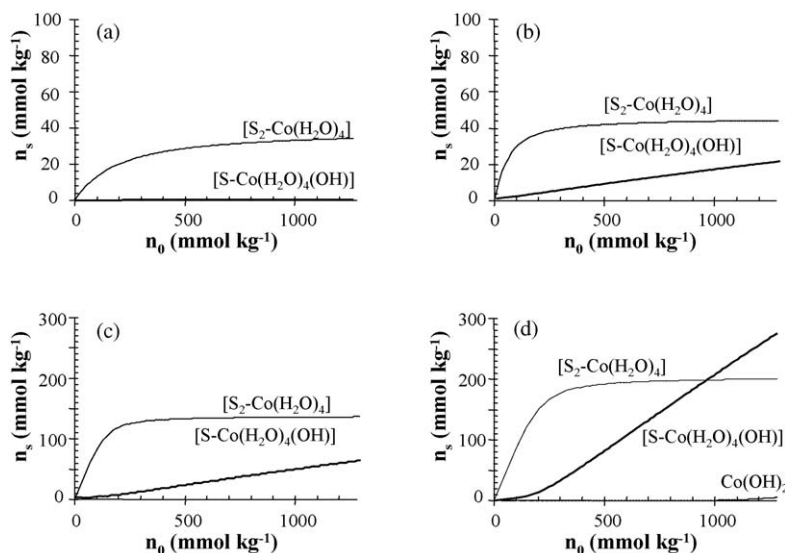 (a)
n_s (mmol kg⁻¹)
100
80
60
40
20
0
[S₂-Co(H₂O)₄]
[S-Co(H₂O)₄(OH)]
0 500 1000
n₀ (mmol kg⁻¹)
(b)
n_s (mmol kg⁻¹)
100
80
60
40
20
0
[S₂-Co(H₂O)₄]
[S-Co(H₂O)₄(OH)]
0 500 1000
n₀ (mmol kg⁻¹)
(c)
n_s (mmol kg⁻¹)
300
200
100
0
[S₂-Co(H₂O)₄]
[S-Co(H₂O)₄(OH)]
0 500 1000
n₀ (mmol kg⁻¹)
(d)
n_s (mmol kg⁻¹)
300
200
100
0
[S₂-Co(H₂O)₄]
[S-Co(H₂O)₄(OH)]
Co(OH)₂
0 500 1000
n₀ (mmol kg⁻¹)